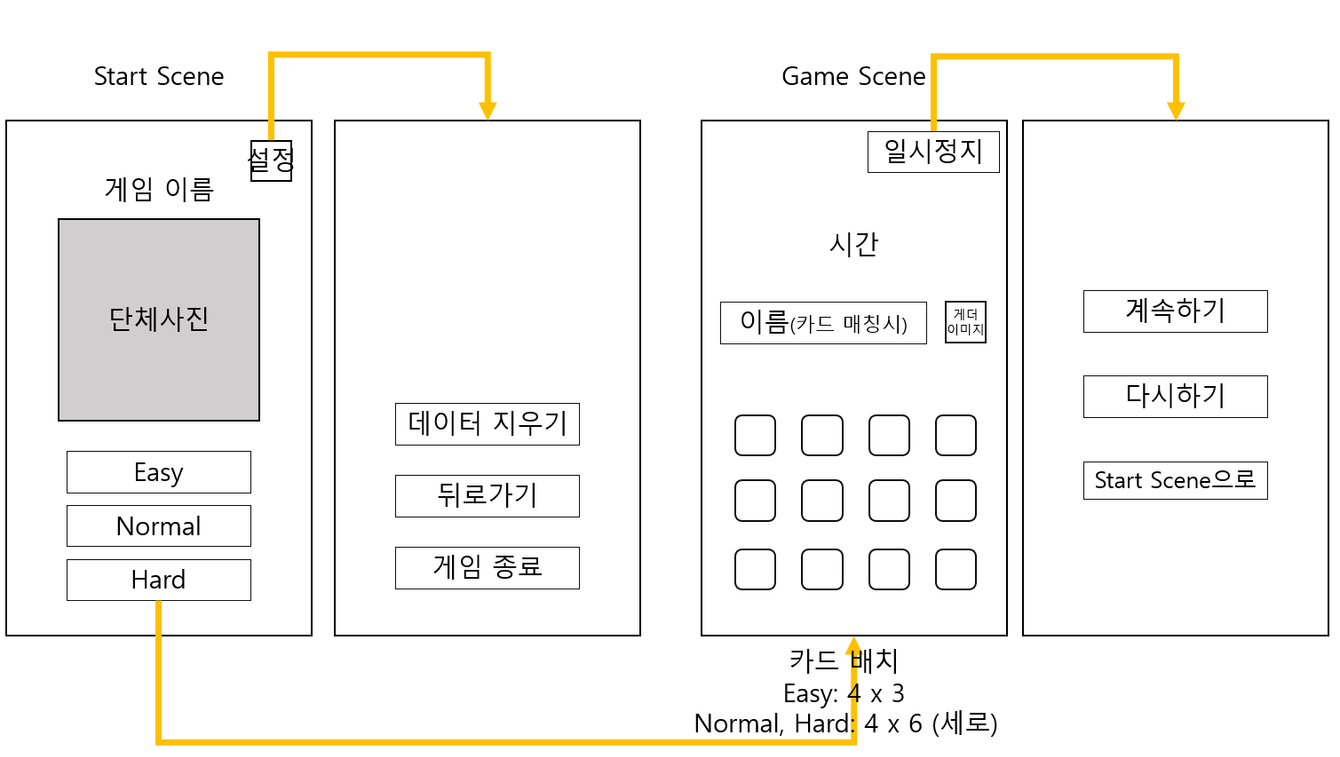 Start Scene
설정
게임 이름
단체사진
Easy
Normal
Hard
데이터 지우기
뒤로가기
게임 종료
Game Scene
일시정지
시간
이름(카드 매칭시)
게더
이미지
카드 배치
Easy: 4 x 3
Normal, Hard: 4 x 6 (세로)
계속하기
다시하기
Start Scene으로